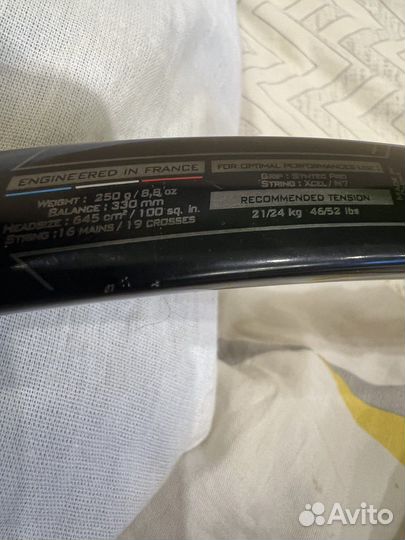 ENGINEERED IN FRANCE
WEIGHT : 250 g / 8,8 oz
BALANCE : 330 mm
HEADSIZE : 645 cm² / 100 sq. in.
STRING : 16 MAINS / 19 CROSSES
FOR OPTIMAL PERFORMANCES USE :
GRIP : SYNTEC PRO
STRING : XCEL / N7
RECOMMENDED TENSION
21/24 kg 46/52 lbs
Avito